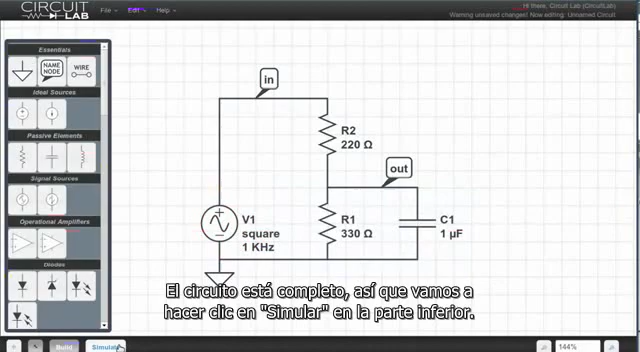 CIRCUIT LAB
File
Edit
Help
Hi there, Circuit Lab (CircuitLab)
Warning unsaved changes! Now editing: Unnamed Circuit
Essentials
NAME NODE
WIRE
Ideal Sources
Passive Elements
Signal Sources
Operational Amplifiers
Diodes
in
R2
220 Ω
out
V1
square
1 KHz
R1
330 Ω
C1
1 µF
El circuito está completo, así que vamos a
hacer clic en "Simular" en la parte inferior.
Build
Simulate
144%